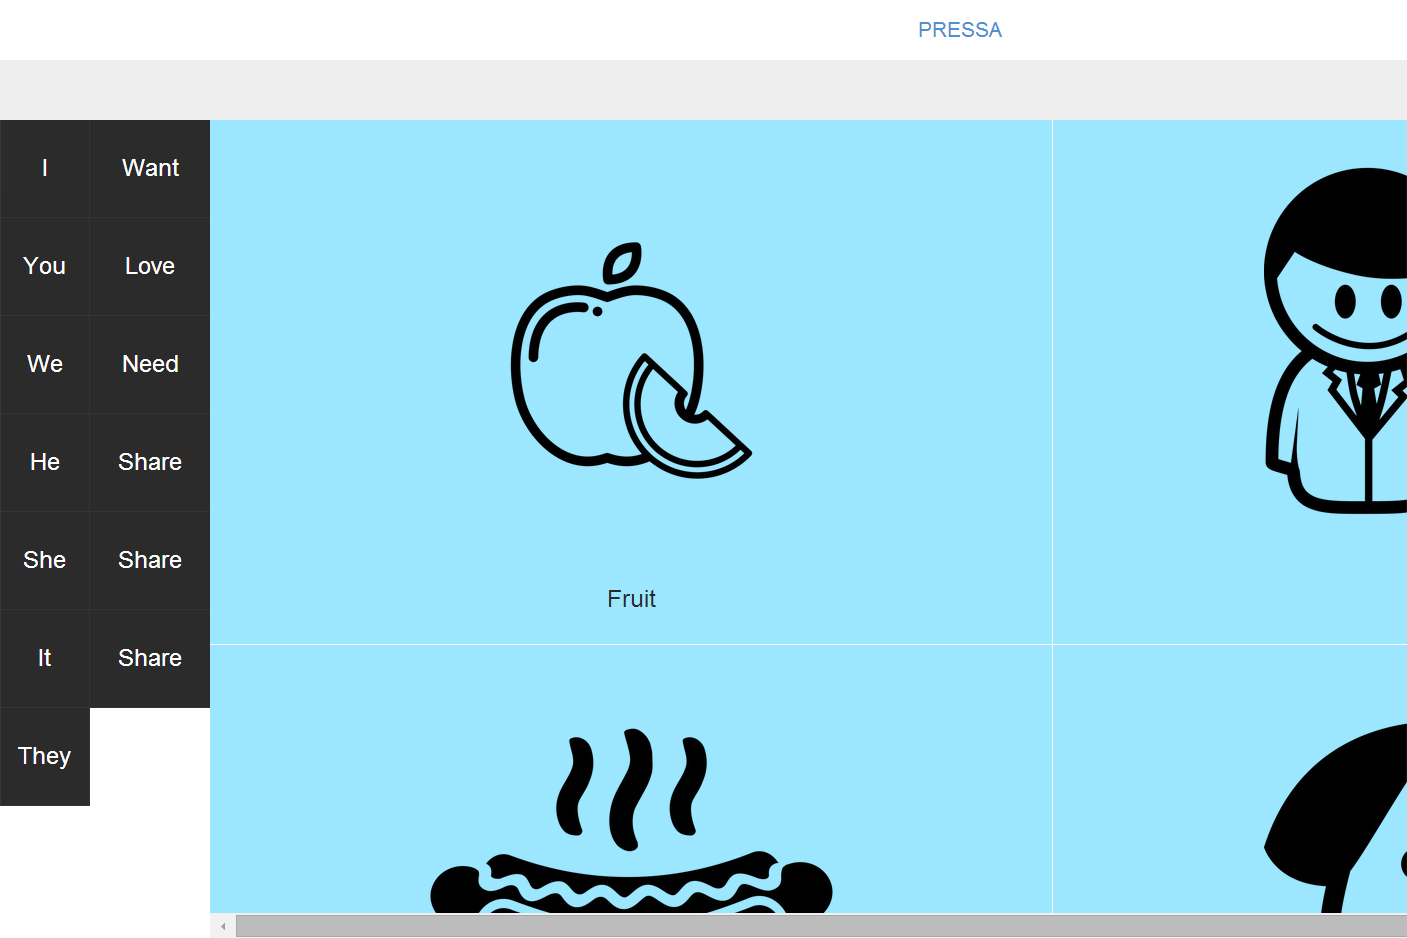 PRESSA
I Want
You Love
We Need
He Share
She Share
It Share
They
Fruit